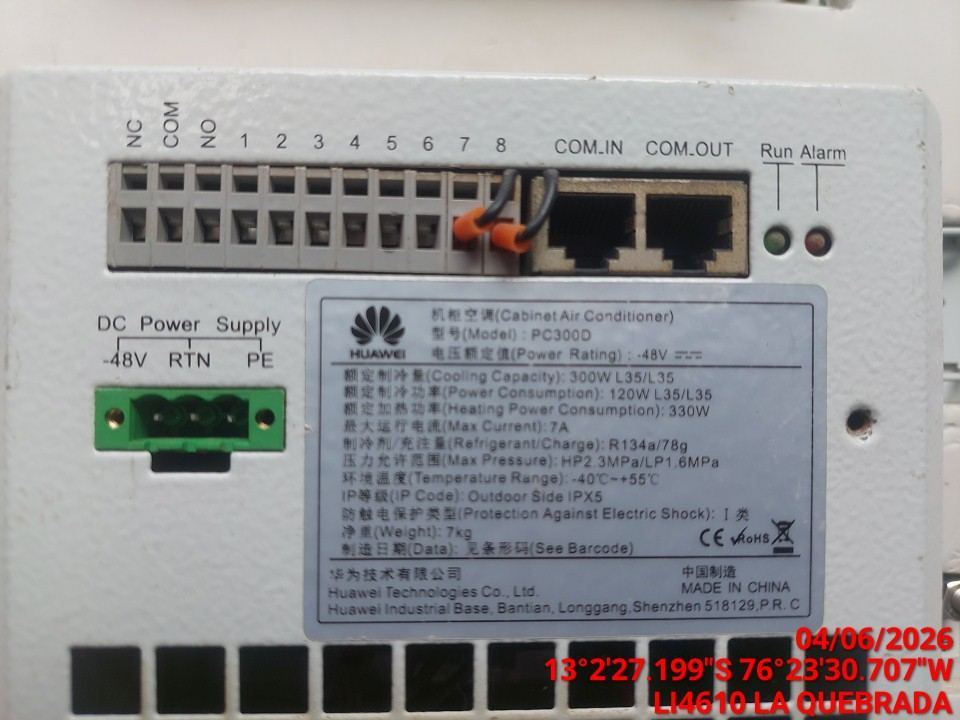 NC COM NO 1 2 3 4 5 6 7 8 COM_IN COM_OUT Run Alarm
DC Power Supply
-48V RTN PE
HUAWEI
机柜空调(Cabinet Air Conditioner)
型号(Model) : PC300D
电压额定值(Power Rating) : -48V
额定制冷量(Cooling Capacity): 300W L35/L35
额定制冷功率(Power Consumption): 120W L35/L35
额定加热功率(Heating Power Consumption): 330W
最大运行电流(Max Current): 7A
制冷剂/充注量(Refrigerant/Charge): R134a/78g
压力允许范围(Max Pressure): HP2.3MPa/LP1.6MPa
环境温度(Temperature Range): -40℃~+55℃
IP等级(IP Code): Outdoor Side IPX5
防触电保护类型(Protection Against Electric Shock): I 类
净重(Weight): 7kg
制造日期(Data): 见条形码(See Barcode)
CE RoHS
华为技术有限公司
Huawei Technologies Co., Ltd.
Huawei Industrial Base, Bantian, Longgang,Shenzhen 518129,P.R. C
中国制造
MADE IN CHINA
04/06/2026
13°2'27.199"S 76°23'30.707"W
LI4610 LA QUEBRADA